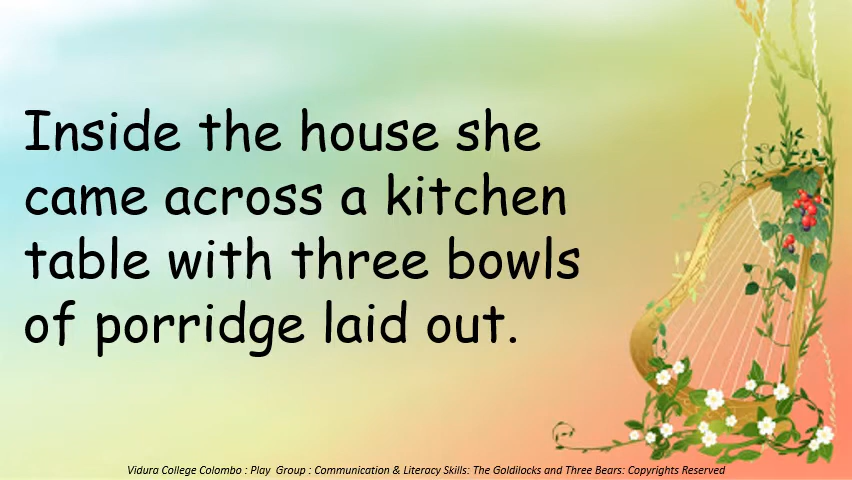 Inside the house she
came across a kitchen
table with three bowls
of porridge laid out.
Vidura College Colombo : Play Group : Communication & Literacy Skills: The Goldilocks and Three Bears: Copyrights Reserved